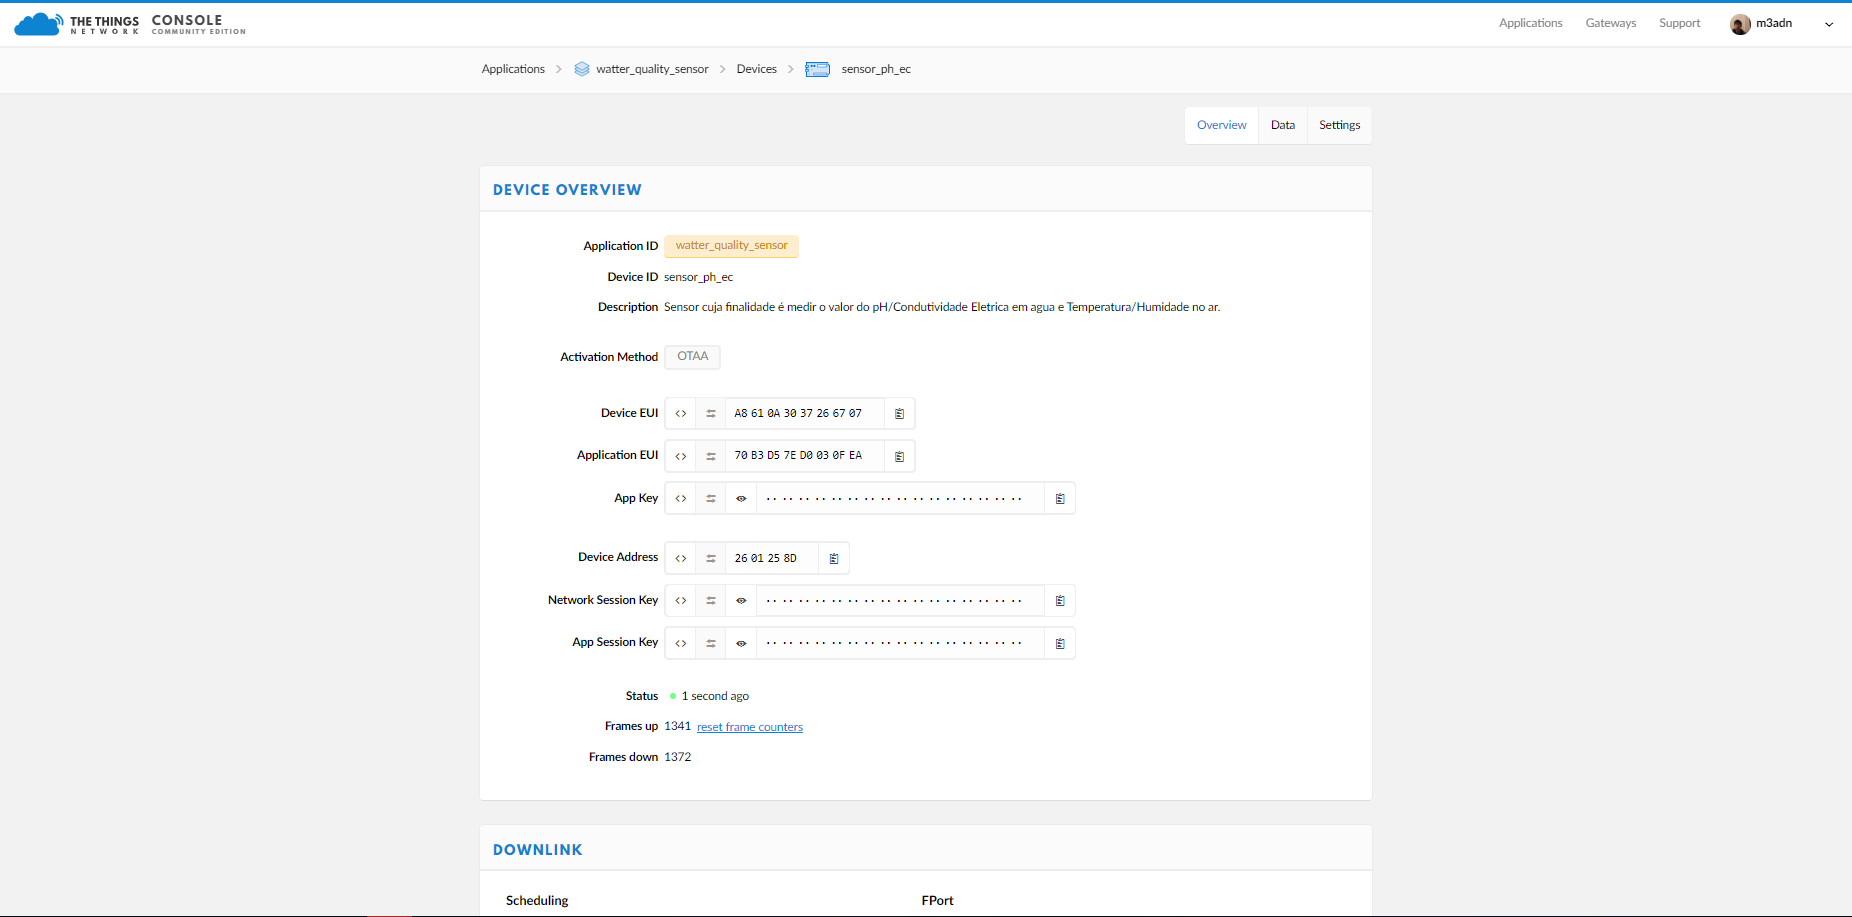 THE THINGS NETWORK CONSOLE COMMUNITY EDITION Applications Gateways Support m3adn
Applications watter_quality_sensor Devices sensor_ph_ec
Overview Data Settings
DEVICE OVERVIEW
Application ID watter_quality_sensor
Device ID sensor_ph_ec
Description Sensor cuja finalidade é medir o valor do pH/Condutividade Eletrica em agua e Temperatura/Humidade no ar.
Activation Method OTAA
Device EUI <> A8 61 0A 30 37 26 67 07
Application EUI <> 70 B3 D5 7E D0 03 0F EA
App Key <> ·· ·· ·· ·· ·· ·· ·· ·· ·· ·· ·· ·· ·· ·· ·· ··
Device Address <> 26 01 25 8D
Network Session Key <> ·· ·· ·· ·· ·· ·· ·· ·· ·· ·· ·· ·· ·· ·· ·· ··
App Session Key <> ·· ·· ·· ·· ·· ·· ·· ·· ·· ·· ·· ·· ·· ·· ·· ··
Status 1 second ago
Frames up 1341 reset frame counters
Frames down 1372
DOWNLINK
Scheduling FPort